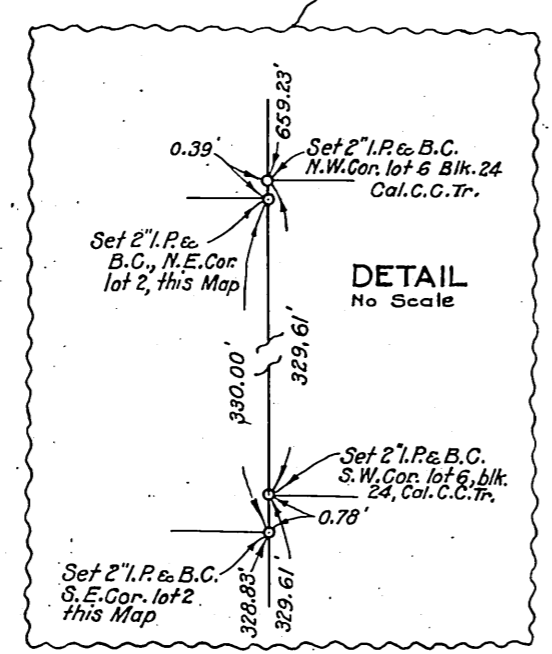 659.23'
0.39'
Set 2" I.P. & B.C.
N.W. Cor. lot 6 Blk. 24
Cal. C.C. Tr.
Set 2" I.P. &
B.C., N.E. Cor.
lot 2, this Map
DETAIL
No Scale
330.00'
329.61'
Set 2" I.P. & B.C.
S.W. Cor. lot 6, blk.
24, Cal. C.C. Tr.
0.78'
Set 2" I.P. & B.C.
S.E. Cor. lot 2
this Map
328.83'
329.61'